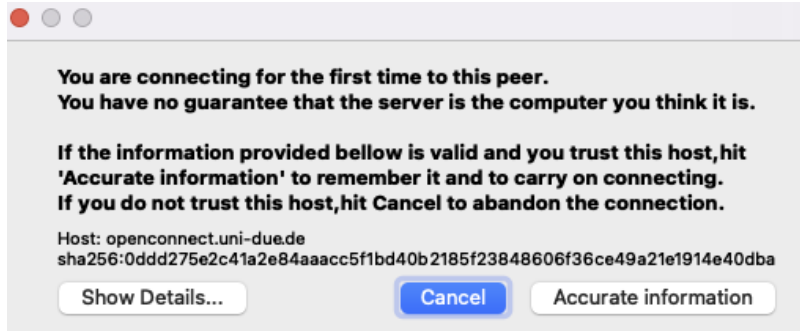 You are connecting for the first time to this peer.
You have no guarantee that the server is the computer you think it is.
If the information provided bellow is valid and you trust this host,hit
'Accurate information' to remember it and to carry on connecting.
If you do not trust this host,hit Cancel to abandon the connection.
Host: openconnect.uni-due.de
sha256:0ddd275e2c41a2e84aaacc5f1bd40b2185f23848606f36ce49a21e1914e40dba
Show Details...
Cancel
Accurate information